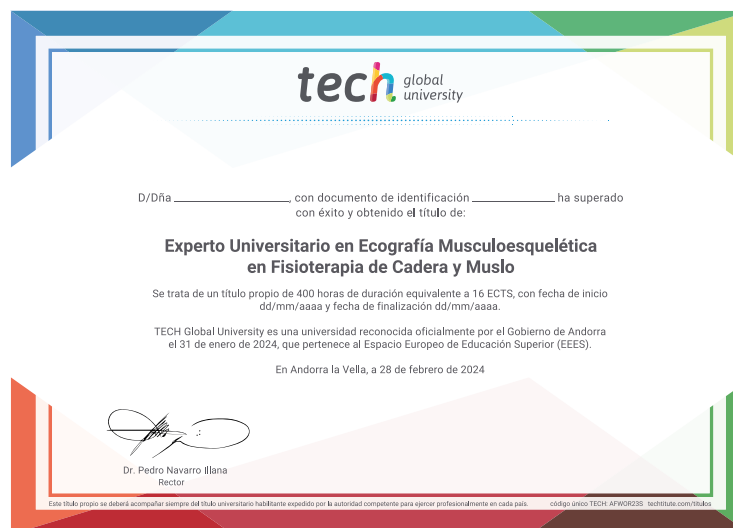 tech global university
D/Dña ____________, con documento de identificación ____________ ha superado
con éxito y obtenido el título de:
Experto Universitario en Ecografía Musculoesquelética
en Fisioterapia de Cadera y Muslo
Se trata de un título propio de 400 horas de duración equivalente a 16 ECTS, con fecha de inicio
dd/mm/aaaa y fecha de finalización dd/mm/aaaa.
TECH Global University es una universidad reconocida oficialmente por el Gobierno de Andorra
el 31 de enero de 2024, que pertenece al Espacio Europeo de Educación Superior (EEES).
En Andorra la Vella, a 28 de febrero de 2024
Dr. Pedro Navarro Illana
Rector
Este título propio se deberá acompañar siempre del título universitario habilitante expedido por la autoridad competente para ejercer profesionalmente en cada país. código único TECH: AFWOR23S techtitute.com/titulos